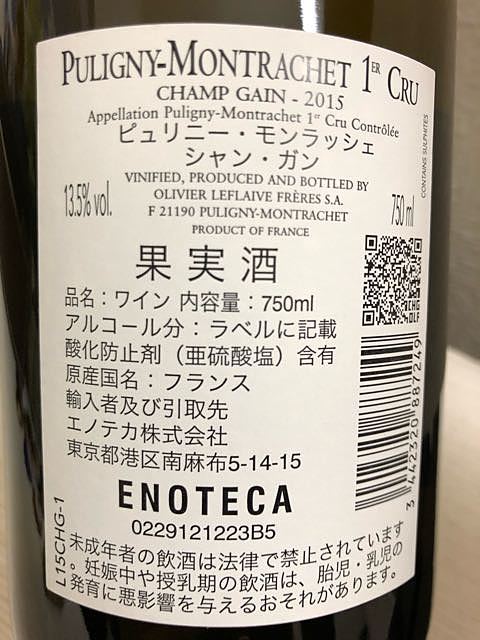 PULIGNY-MONTRACHET 1ER CRU
CHAMP GAIN - 2015
Appellation Puligny-Montrachet 1er Cru Contrôlée
ピュリニー・モンラッシェ
シャン・ガン
VINIFIED, PRODUCED AND BOTTLED BY
OLIVIER LEFLAIVE FRÈRES S.A.
F 21190 PULIGNY-MONTRACHET
PRODUCT OF FRANCE
13.5% vol.
750 ml
CONTAINS SULPHITES
果実酒
品名：ワイン 内容量：750ml
アルコール分：ラベルに記載
酸化防止剤（亜硫酸塩）含有
原産国名：フランス
輸入者及び引取先
エノテカ株式会社
東京都港区南麻布5-14-15
ENOTECA
0229121223B5
未成年者の飲酒は法律で禁止されています
。妊娠中や授乳期の飲酒は、胎児・乳児の
発育に悪影響を与えるおそれがあります。
L15CHG-1
3 442320 887249